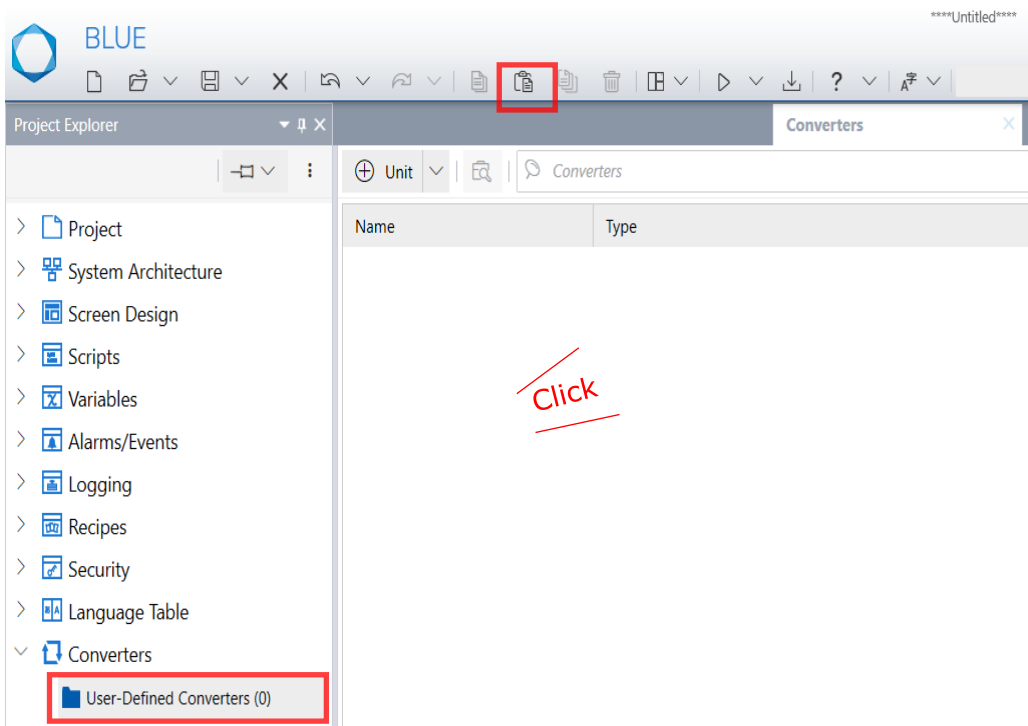 ****Untitled****
BLUE
Project Explorer
Converters
Unit
Converters
Name Type
Project
System Architecture
Screen Design
Scripts
Variables
Alarms/Events
Logging
Recipes
Security
Language Table
Converters
User-Defined Converters (0)
Click